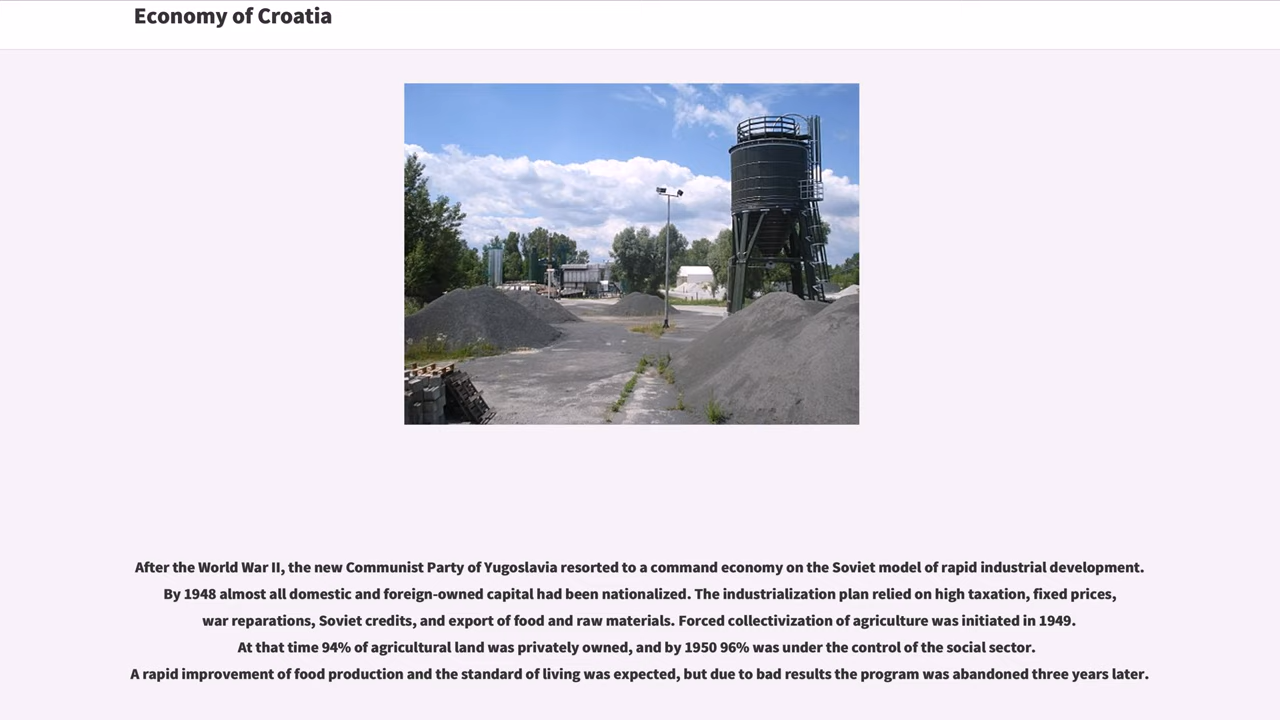 Economy of Croatia
After the World War II, the new Communist Party of Yugoslavia resorted to a command economy on the Soviet model of rapid industrial development.
By 1948 almost all domestic and foreign-owned capital had been nationalized. The industrialization plan relied on high taxation, fixed prices,
war reparations, Soviet credits, and export of food and raw materials. Forced collectivization of agriculture was initiated in 1949.
At that time 94% of agricultural land was privately owned, and by 1950 96% was under the control of the social sector.
A rapid improvement of food production and the standard of living was expected, but due to bad results the program was abandoned three years later.